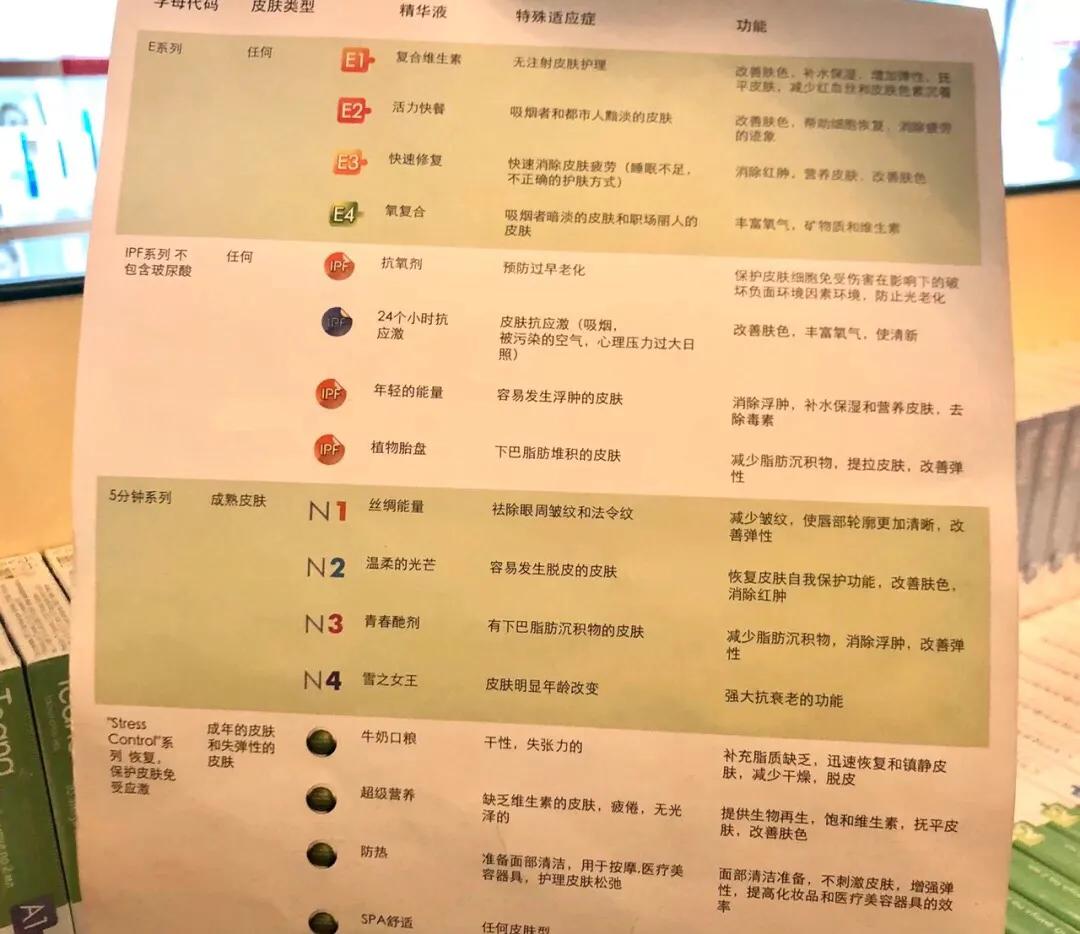 字母代码 皮肤类型 精华液 特殊适应症 功能
E系列 任何 E1 复合维生素 无注射皮肤护理 改善肤色，补水保湿，增加弹性，抚
平皮肤，减少红血丝和皮肤色素沉着
E2 活力快餐 吸烟者和都市人黯淡的皮肤 改善肤色，帮助细胞恢复，消除疲劳
的迹象
E3 快速修复 快速消除皮肤疲劳（睡眠不足，
不正确的护肤方式） 消除红肿，营养皮肤，改善肤色
E4 氧复合 吸烟者暗淡的皮肤和职场丽人的
皮肤 丰富氧气，矿物质和维生素
IPF系列 不
包含玻尿酸 任何 IPF 抗氧剂 预防过早老化 保护皮肤细胞免受伤害在影响下的破
坏负面环境因素环境，防止光老化
IPF 24个小时抗
应激 皮肤抗应激（吸烟，
被污染的空气，心理压力过大日
照） 改善肤色，丰富氧气，使清新
IPF 年轻的能量 容易发生浮肿的皮肤 消除浮肿，补水保湿和营养皮肤，去
除毒素
IPF 植物胎盘 下巴脂肪堆积的皮肤 减少脂肪沉积物，提拉皮肤，改善弹
性
5分钟系列 成熟皮肤 N1 丝绸能量 祛除眼周皱纹和法令纹 减少皱纹，使唇部轮廓更加清晰，改
善弹性
N2 温柔的光芒 容易发生脱皮的皮肤 恢复皮肤自我保护功能，改善肤色，
消除红肿
N3 青春酏剂 有下巴脂肪沉积物的皮肤 减少脂肪沉积物，消除浮肿，改善弹
性
N4 雪之女王 皮肤明显年龄改变 强大抗衰老的功能
"Stress
Control"系
列 恢复，
保护皮肤免
受应激 成年的皮肤
和失弹性的
皮肤 牛奶口粮 干性，失张力的 补充脂质缺乏，迅速恢复和镇静皮
肤，减少干燥，脱皮
超级营养 缺乏维生素的皮肤，疲倦，无光
泽的 提供生物再生，饱和维生素，抚平皮
肤，改善肤色
防热 准备面部清洁，用于按摩.医疗美
容器具，护理皮肤松弛 面部清洁准备，不刺激皮肤，增强弹
性，提高化妆品和医疗美容器具的效
率
SPA舒适 任何皮肤型
Teana
A1